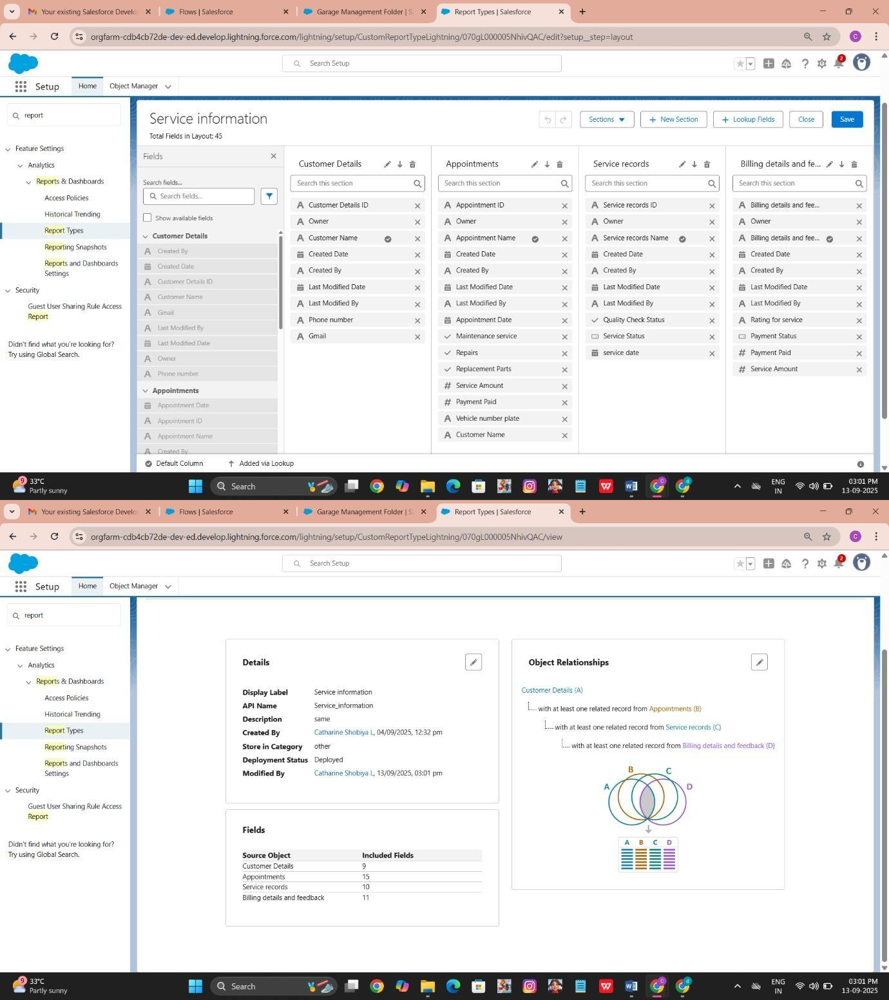 Your existing Salesforce Develo
Flows | Salesforce
Garage Management Folder | S
Report Types | Salesforce
orgfarm-cdb4cb72de-dev-ed.develop.lightning.force.com/lightning/setup/CustomReportTypeLightning/070gL000005NhivQAC/edit?setup__step=layout
C
Search Setup
2
Setup
Home
Object Manager
report
Feature Settings
Analytics
Reports & Dashboards
Access Policies
Historical Trending
Report Types
Reporting Snapshots
Reports and Dashboards
Settings
Security
Guest User Sharing Rule Access
Report
Didn't find what you're looking for?
Try using Global Search.
Service information
Total Fields in Layout: 45
Sections
New Section
Lookup Fields
Close
Save
Fields
Search fields...
Search fields...
Show available fields
Customer Details
Created By
Created Date
Customer Details ID
Customer Name
Gmail
Last Modified By
Last Modified Date
Owner
Phone number
Appointments
Appointment Date
Appointment ID
Appointment Name
Created By
Customer Details
Search this section
Customer Details ID
Owner
Customer Name
Created Date
Created By
Last Modified Date
Last Modified By
Phone number
Gmail
Appointments
Search this section
Appointment ID
Owner
Appointment Name
Created Date
Created By
Last Modified Date
Last Modified By
Appointment Date
Maintenance service
Repairs
Replacement Parts
Service Amount
Payment Paid
Vehicle number plate
Customer Name
Service records
Search this section
Service records ID
Owner
Service records Name
Created Date
Created By
Last Modified Date
Last Modified By
Quality Check Status
Service Status
service date
Billing details and fe...
Search this section
Billing details and fee...
Owner
Billing details and fee...
Created Date
Created By
Last Modified Date
Last Modified By
Rating for service
Payment Status
Payment Paid
Service Amount
Default Column
Added via Lookup
9
33°C
Partly sunny
Search
ENG
IN
03:01 PM
13-09-2025
Your existing Salesforce Develo
Flows | Salesforce
Garage Management Folder | S
Report Types | Salesforce
orgfarm-cdb4cb72de-dev-ed.develop.lightning.force.com/lightning/setup/CustomReportTypeLightning/070gL000005NhivQAC/view
C
Search Setup
2
Setup
Home
Object Manager
report
Feature Settings
Analytics
Reports & Dashboards
Access Policies
Historical Trending
Report Types
Reporting Snapshots
Reports and Dashboards
Settings
Security
Guest User Sharing Rule Access
Report
Didn't find what you're looking for?
Try using Global Search.
Details
Display Label Service information
API Name Service_information
Description same
Created By Catharine Shobiya L, 04/09/2025, 12:32 pm
Store in Category other
Deployment Status Deployed
Modified By Catharine Shobiya L, 13/09/2025, 03:01 pm
Fields
Source Object Included Fields
Customer Details 9
Appointments 15
Service records 10
Billing details and feedback 11
Object Relationships
Customer Details (A)
with at least one related record from Appointments (B)
with at least one related record from Service records (C)
with at least one related record from Billing details and feedback (D)
A
B
C
D
A B C D
9
33°C
Partly sunny
Search
ENG
IN
03:01 PM
13-09-2025